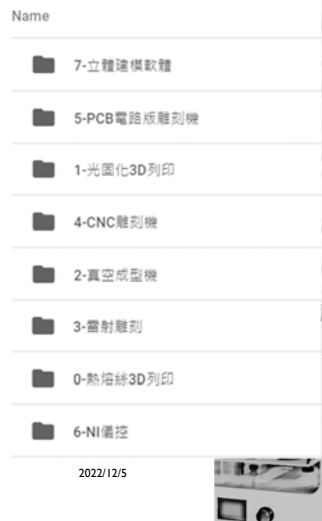 Name
7-立體建模軟體
5-PCB電路版雕刻機
1-光固化3D列印
4-CNC雕刻機
2-真空成型機
3-雷射雕刻
0-熱熔絲3D列印
6-NI儀控
2022/12/5